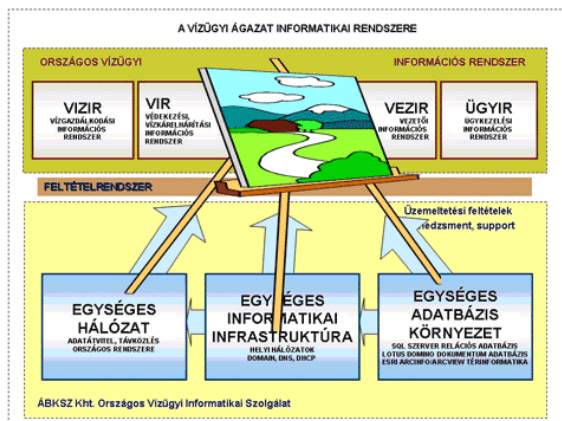 A VÍZÜGYI ÁGAZAT INFORMATIKAI RENDSZERE
ORSZÁGOS VÍZÜGYI
INFORMÁCIÓS RENDSZER
VIZIR
VÍZGAZDÁLKODÁSI
INFORMÁCIÓS
RENDSZER
VIR
VÉDEKEZÉSI,
VÍZKÁRELHÁRÍTÁSI
INFORMÁCIÓS
RENDSZER
VEZIR
VEZETŐI
INFORMÁCIÓS
RENDSZER
ÜGYIR
ÜGYKEZELÉSI
INFORMÁCIÓS
RENDSZER
FELTÉTELRENDSZER
Üzemeltetési feltételek
support
EGYSÉGES
HÁLÓZAT
ADATÁTVITEL, TÁVKÖZLÉS
ORSZÁGOS RENDSZERE
EGYSÉGES
INFORMATIKAI
INFRASTRUKTÚRA
HELYI HÁLÓZATOK
DOMAIN, DNS, DHCP
EGYSÉGES
ADATBÁZIS
KÖRNYEZET
SQL SZERVER RELÁCIÓS ADATBÁZIS
LOTUS DOMINO DOKUMENTUM ADATBÁZIS
ESRI ARCINFO/ARCVIEW TÉRINFORMATIKA
ÁBKSZ Kht. Országos Vízügyi Informatikai Szolgálat